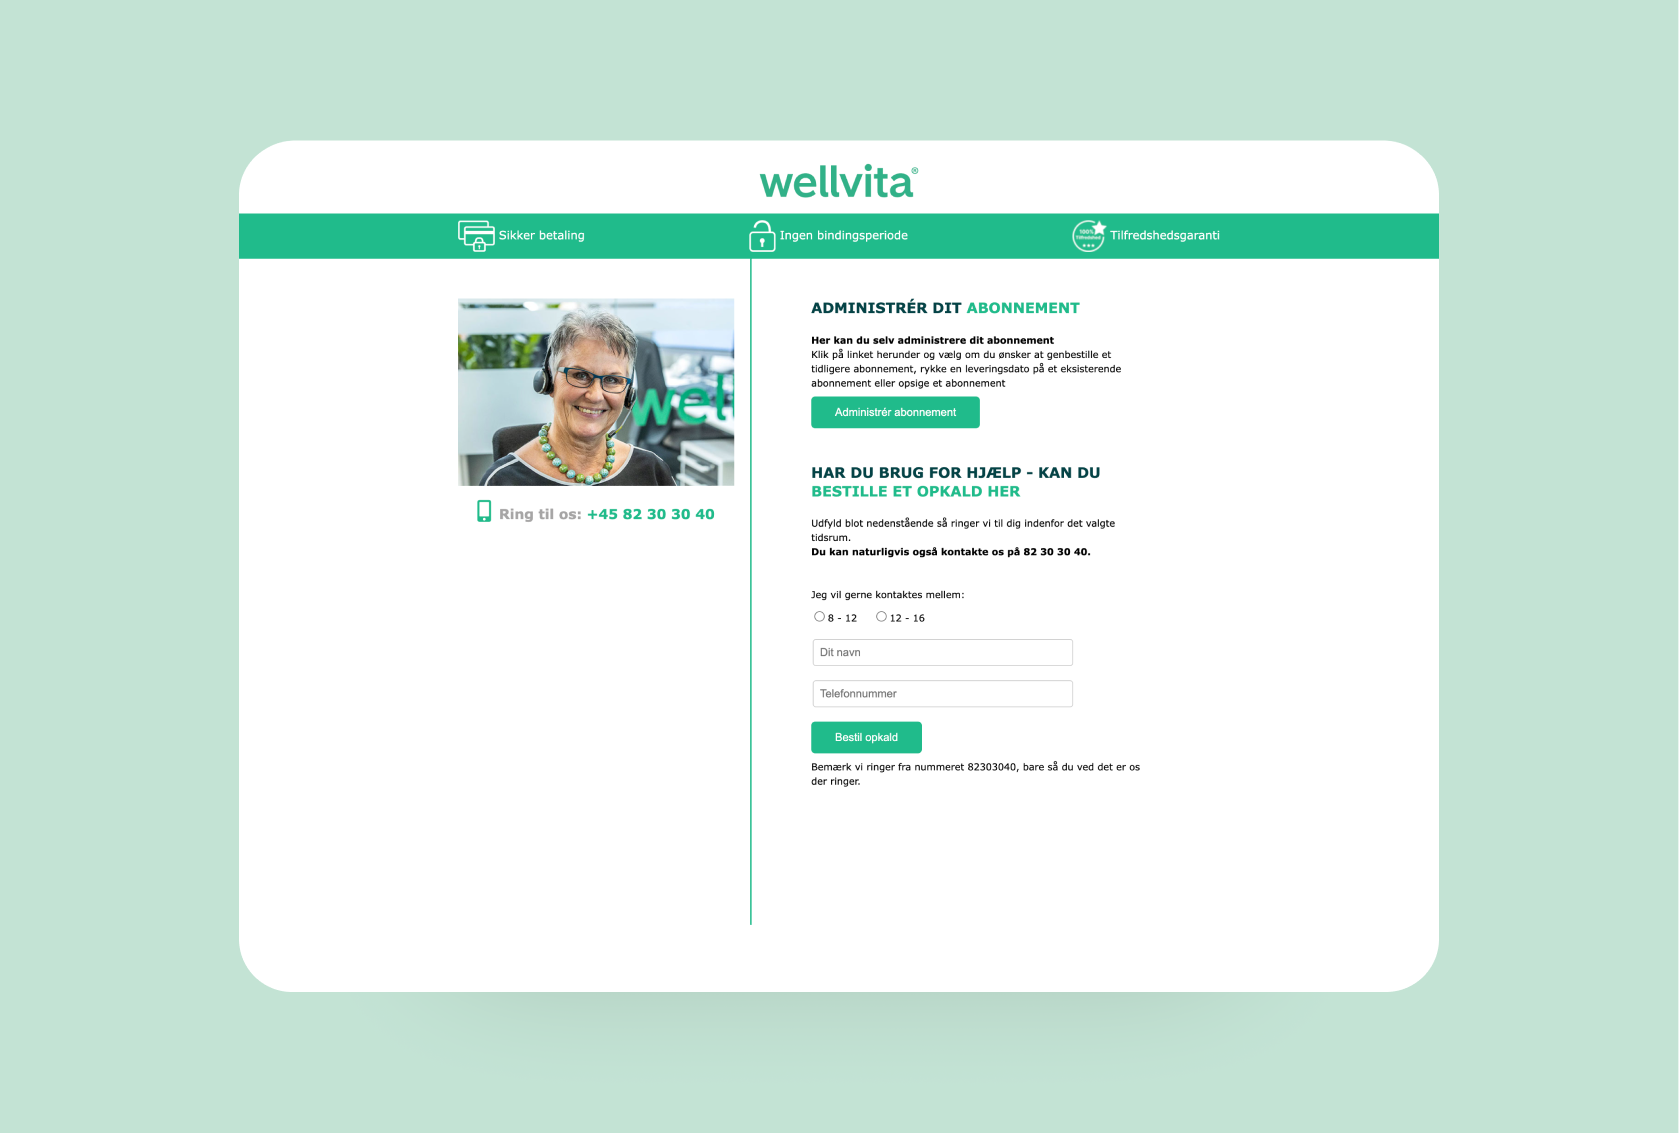 wellvita®
Sikker betaling
Ingen bindingsperiode
100%
Tilfredshed
Tilfredshedsgaranti
wel
Ring til os: +45 82 30 30 40
ADMINISTRÉR DIT ABONNEMENT
Her kan du selv administrere dit abonnement
Klik på linket herunder og vælg om du ønsker at genbestille et
tidligere abonnement, rykke en leveringsdato på et eksisterende
abonnement eller opsige et abonnement
Administrér abonnement
HAR DU BRUG FOR HJÆLP - KAN DU
BESTILLE ET OPKALD HER
Udfyld blot nedenstående så ringer vi til dig indenfor det valgte
tidsrum.
Du kan naturligvis også kontakte os på 82 30 30 40.
Jeg vil gerne kontaktes mellem:
8 - 12 12 - 16
Dit navn
Telefonnummer
Bestil opkald
Bemærk vi ringer fra nummeret 82303040, bare så du ved det er os
der ringer.